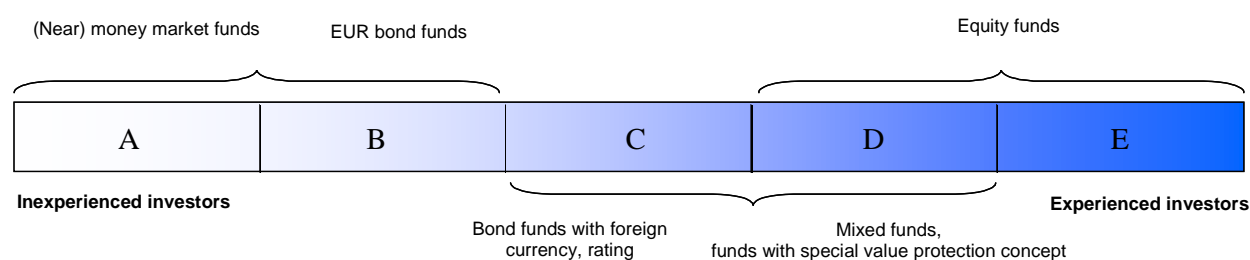 (Near) money market funds
EUR bond funds
Equity funds
A
B
C
D
E
Inexperienced investors
Experienced investors
Bond funds with foreign
currency, rating
Mixed funds,
funds with special value protection concept